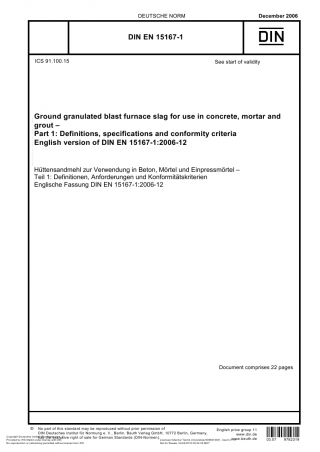 DEUTSCHE NORM
December 2006
DIN EN 15167-1
DIN
ICS 91.100.15
See start of validity
Ground granulated blast furnace slag for use in concrete, mortar and
grout –
Part 1: Definitions, specifications and conformity criteria
English version of DIN EN 15167-1:2006-12
Hüttensandmehl zur Verwendung in Beton, Mörtel und Einpressmörtel –
Teil 1: Definitionen, Anforderungen und Konformitätskriterien
Englische Fassung DIN EN 15167-1:2006-12
Document comprises 22 pages
© No part of this standard may be reproduced without prior permission of
DIN Deutsches Institut für Normung e. V., Berlin. Beuth Verlag GmbH, 10772 Berlin, Germany,
has the exclusive right of sale for German Standards (DIN-Normen).
English price group 11
www.din.de
www.beuth.de
03.07